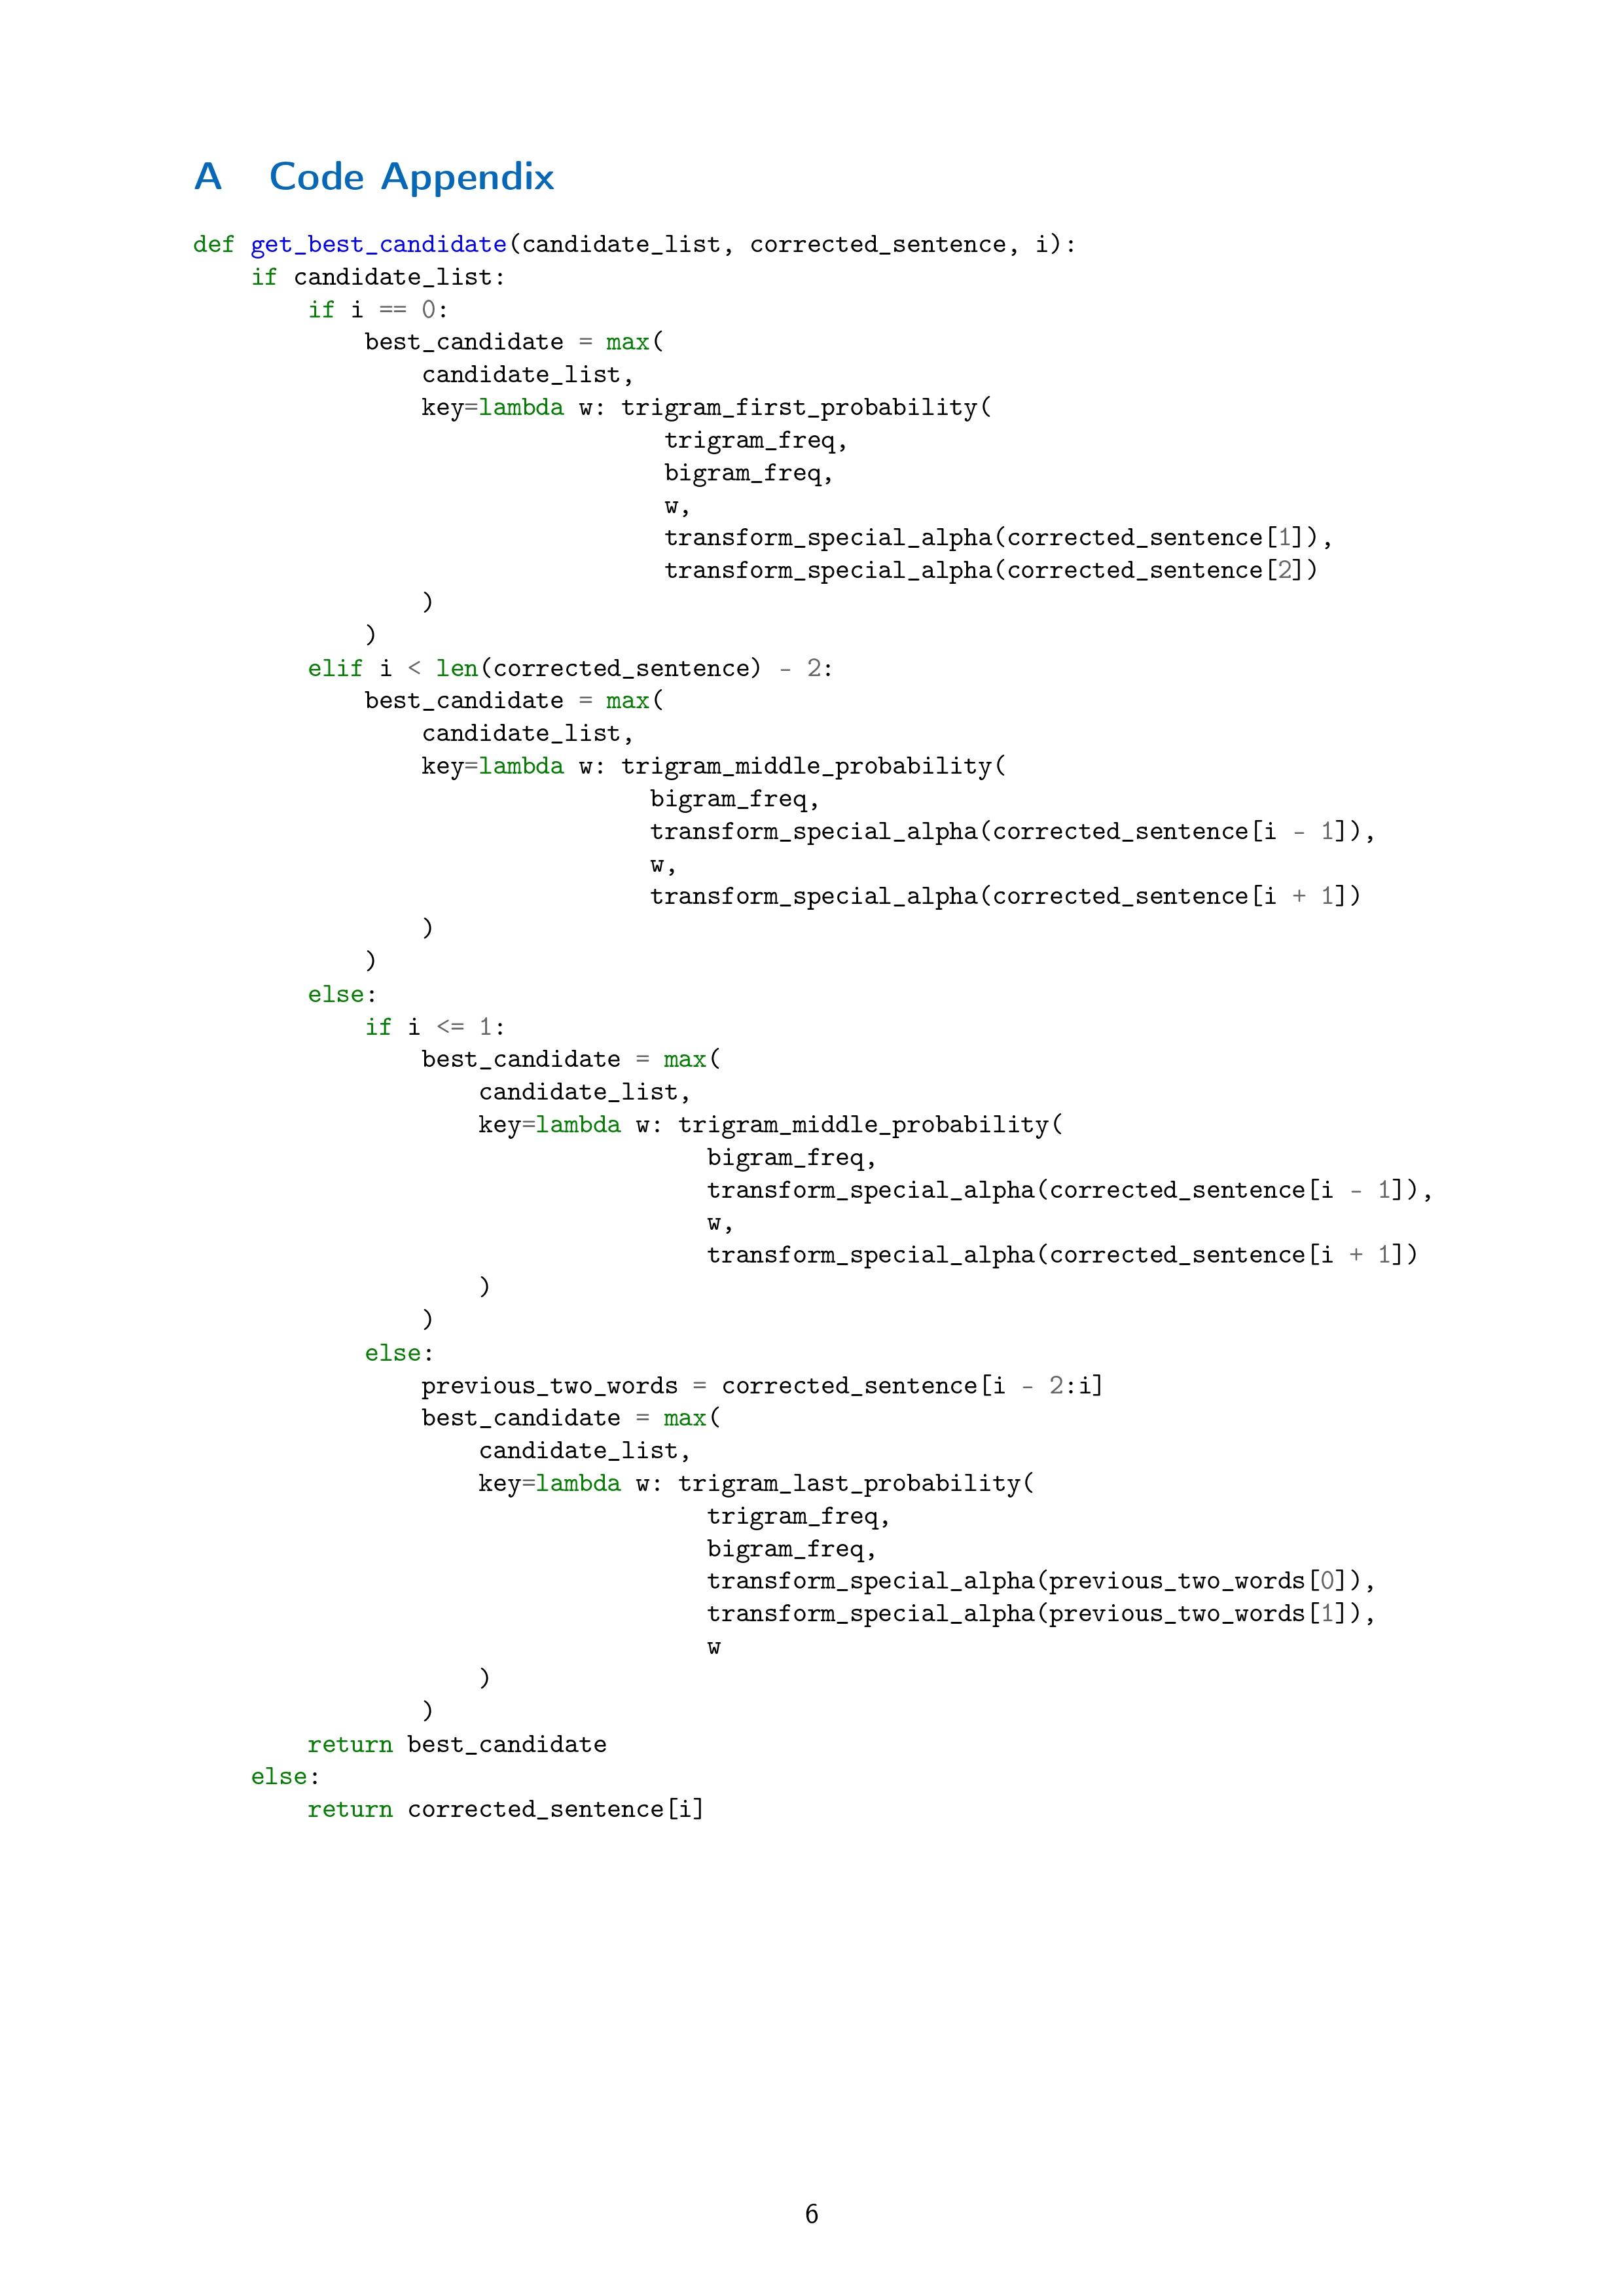 A Code Appendix
def get_best_candidate(candidate_list, corrected_sentence, i):
    if candidate_list:
        if i == 0:
            best_candidate = max(
                candidate_list,
                key=lambda w: trigram_first_probability(
                                 trigram_freq,
                                 bigram_freq,
                                 w,
                                 transform_special_alpha(corrected_sentence[1]),
                                 transform_special_alpha(corrected_sentence[2])
                )
            )
        elif i < len(corrected_sentence) - 2:
            best_candidate = max(
                candidate_list,
                key=lambda w: trigram_middle_probability(
                                bigram_freq,
                                transform_special_alpha(corrected_sentence[i - 1]),
                                w,
                                transform_special_alpha(corrected_sentence[i + 1])
                )
            )
        else:
            if i <= 1:
                best_candidate = max(
                    candidate_list,
                    key=lambda w: trigram_middle_probability(
                                    bigram_freq,
                                    transform_special_alpha(corrected_sentence[i - 1]),
                                    w,
                                    transform_special_alpha(corrected_sentence[i + 1])
                    )
                )
            else:
                previous_two_words = corrected_sentence[i - 2:i]
                best_candidate = max(
                    candidate_list,
                    key=lambda w: trigram_last_probability(
                                    trigram_freq,
                                    bigram_freq,
                                    transform_special_alpha(previous_two_words[0]),
                                    transform_special_alpha(previous_two_words[1]),
                                    w
                    )
                )
        return best_candidate
    else:
        return corrected_sentence[i]
6